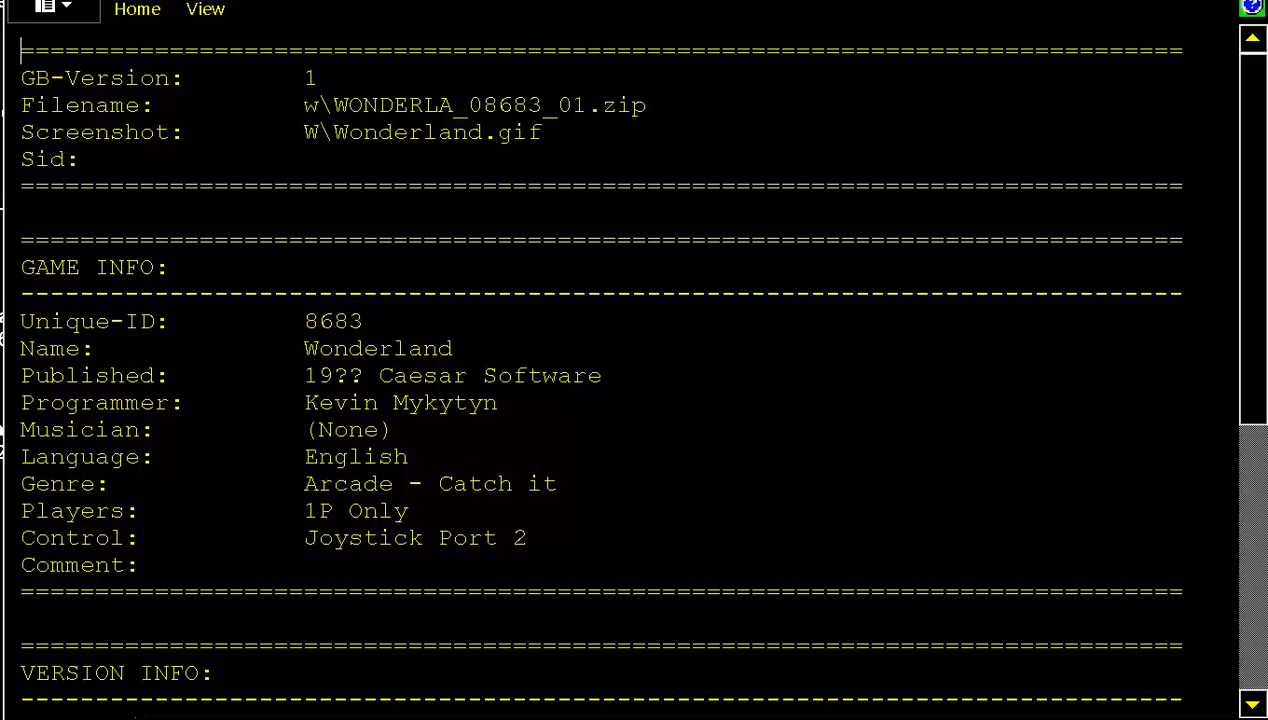 Home View
===============================================================================
GB-Version: 1
Filename: w\WONDERLA_08683_01.zip
Screenshot: W\Wonderland.gif
Sid:
===============================================================================
===============================================================================
GAME INFO:
-------------------------------------------------------------------------------
Unique-ID: 8683
Name: Wonderland
Published: 19?? Caesar Software
Programmer: Kevin Mykytyn
Musician: (None)
Language: English
Genre: Arcade - Catch it
Players: 1P Only
Control: Joystick Port 2
Comment:
===============================================================================
===============================================================================
VERSION INFO:
-------------------------------------------------------------------------------